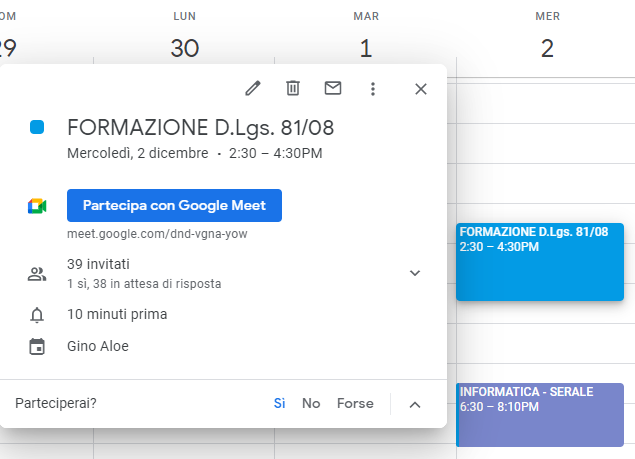 OM
LUN
MAR
MER
29
30
1
2
FORMAZIONE D.Lgs. 81/08
Mercoledì, 2 dicembre • 2:30 – 4:30PM
Partecipa con Google Meet
meet.google.com/dnd-vgna-yow
39 invitati
1 sì, 38 in attesa di risposta
10 minuti prima
Gino Aloe
Parteciperai?
Sì
No
Forse
FORMAZIONE D.Lgs. 81/08
2:30 – 4:30PM
INFORMATICA - SERALE
6:30 – 8:10PM